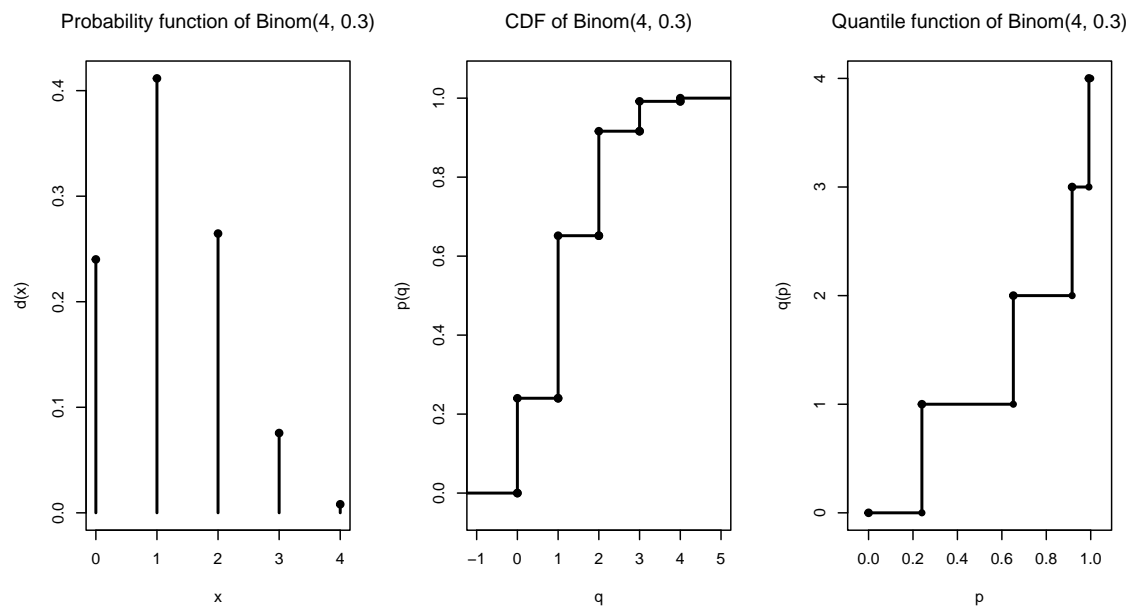 Probability function of Binom(4, 0.3)
d(x)
0.4
0.3
0.2
0.1
0.0
0 1 2 3 4
x
CDF of Binom(4, 0.3)
p(q)
1.0
0.8
0.6
0.4
0.2
0.0
−1 0 1 2 3 4 5
q
Quantile function of Binom(4, 0.3)
q(p)
4
3
2
1
0
0.0 0.2 0.4 0.6 0.8 1.0
p